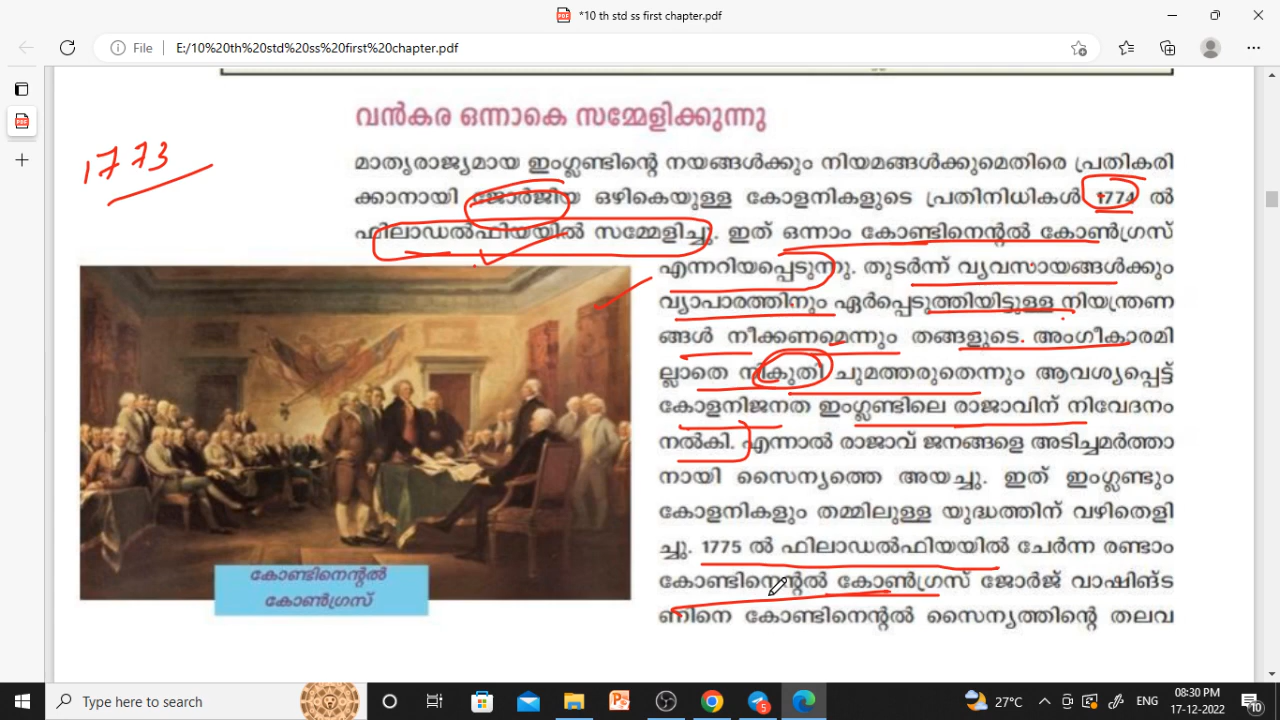 *10 th std ss first chapter.pdf
File E:/10%20th%20std%20ss%20first%20chapter.pdf
വൻകര ഒന്നാകെ സമ്മേളിക്കുന്നു
1773
മാതൃരാജ്യമായ ഇംഗ്ലണ്ടിന്റെ നയങ്ങൾക്കും നിയമങ്ങൾക്കുമെതിരെ പ്രതികരി
ക്കാനായി ജോർജിയ ഒഴികെയുള്ള കോളനികളുടെ പ്രതിനിധികൾ 1774 ൽ
ഫിലാഡൽഫിയയിൽ സമ്മേളിച്ചു. ഇത് ഒന്നാം കോണ്ടിനെന്റൽ കോൺഗ്രസ്
എന്നറിയപ്പെടുന്നു. തുടർന്ന് വ്യവസായങ്ങൾക്കും
വ്യാപാരത്തിനും ഏർപ്പെടുത്തിയിട്ടുള്ള നിയന്ത്രണ
ങ്ങൾ നീക്കണമെന്നും തങ്ങളുടെ അംഗീകാരമി
ല്ലാതെ നികുതി ചുമത്തരുതെന്നും ആവശ്യപ്പെട്ട്
കോളനിജനത ഇംഗ്ലണ്ടിലെ രാജാവിന് നിവേദനം
നൽകി. എന്നാൽ രാജാവ് ജനങ്ങളെ അടിച്ചമർത്താ
നായി സൈന്യത്തെ അയച്ചു. ഇത് ഇംഗ്ലണ്ടും
കോളനികളും തമ്മിലുള്ള യുദ്ധത്തിന് വഴിതെളി
ച്ചു. 1775 ൽ ഫിലാഡൽഫിയയിൽ ചേർന്ന രണ്ടാം
കോണ്ടിനെന്റൽ കോൺഗ്രസ് ജോർജ് വാഷിങ്ട
ണിനെ കോണ്ടിനെന്റൽ സൈന്യത്തിന്റെ തലവ
കോണ്ടിനെന്റൽ
കോൺഗ്രസ്
Type here to search
5
27°C
ENG
08:30 PM
17-12-2022
10